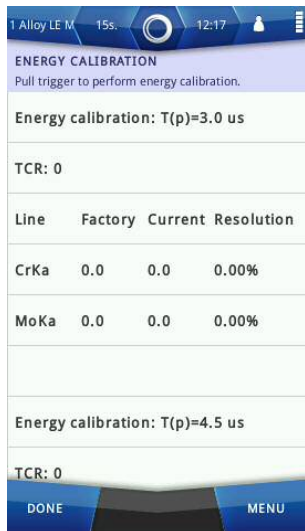 1 Alloy LE M 15s. 12:17
ENERGY CALIBRATION
Pull trigger to perform energy calibration.
Energy calibration: T(p)=3.0 us
TCR: 0
Line Factory Current Resolution
CrKa 0.0 0.0 0.00%
MoKa 0.0 0.0 0.00%
Energy calibration: T(p)=4.5 us
TCR: 0
DONE MENU